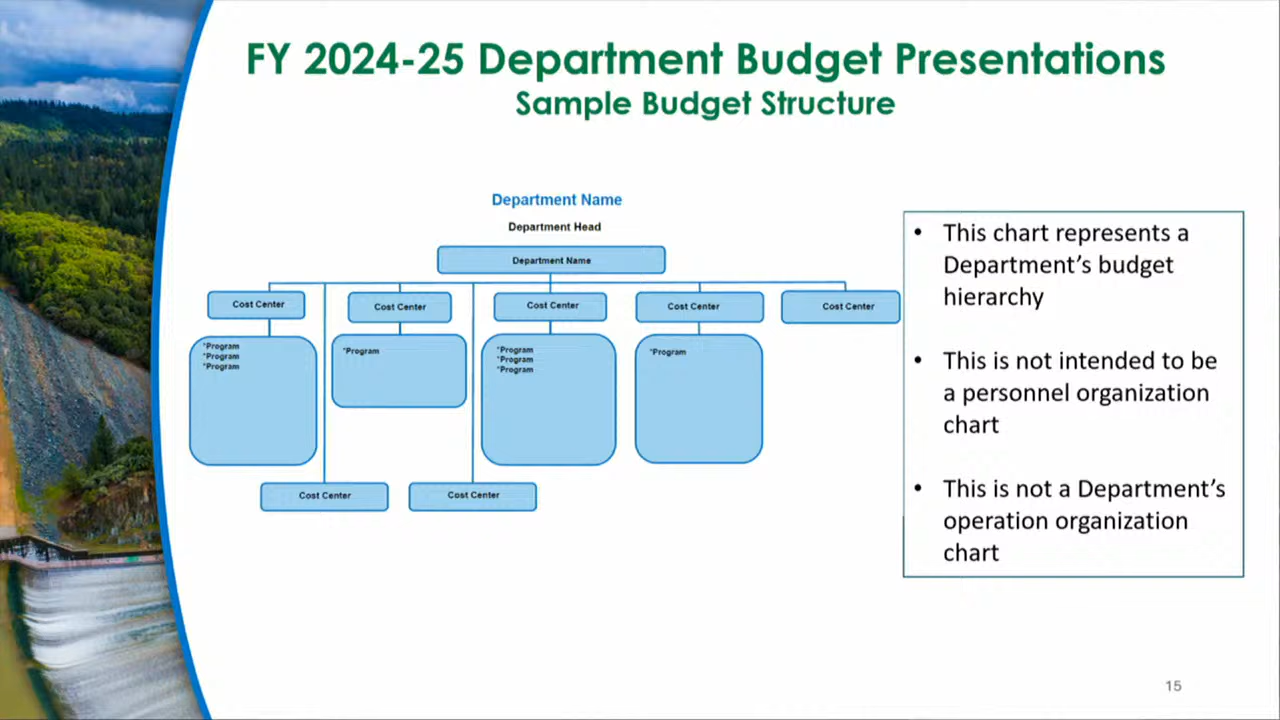 FY 2024-25 Department Budget Presentations
Sample Budget Structure
Department Name
Department Head
Department Name
Cost Center
Cost Center
Cost Center
Cost Center
Cost Center
*Program
*Program
*Program
*Program
*Program
*Program
*Program
*Program
Cost Center
Cost Center
• This chart represents a
Department's budget
hierarchy
• This is not intended to be
a personnel organization
chart
• This is not a Department's
operation organization
chart
15